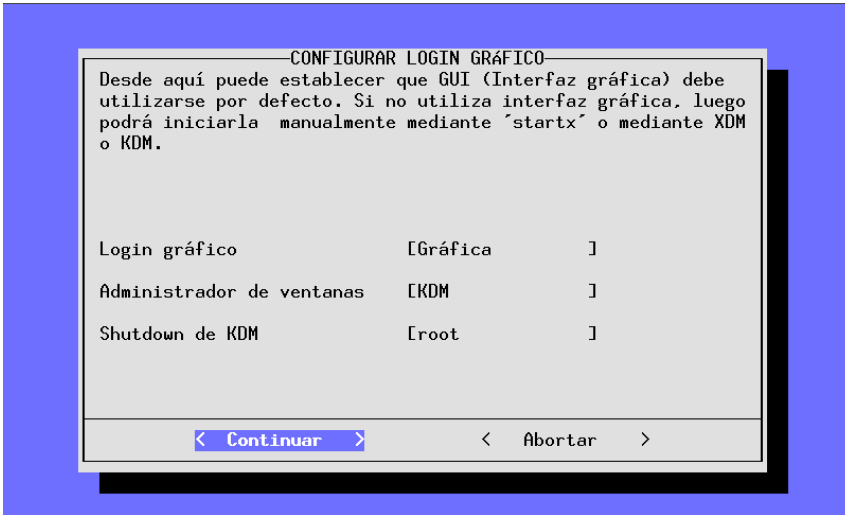 CONFIGURAR LOGIN GRÁFICO
Desde aquí puede establecer que GUI (Interfaz gráfica) debe
utilizarse por defecto. Si no utiliza interfaz gráfica, luego
podrá iniciarla  manualmente mediante ´startx´ o mediante XDM
o KDM.
Login gráfico [Gráfica ]
Administrador de ventanas [KDM ]
Shutdown de KDM [root ]
< Continuar > < Abortar >